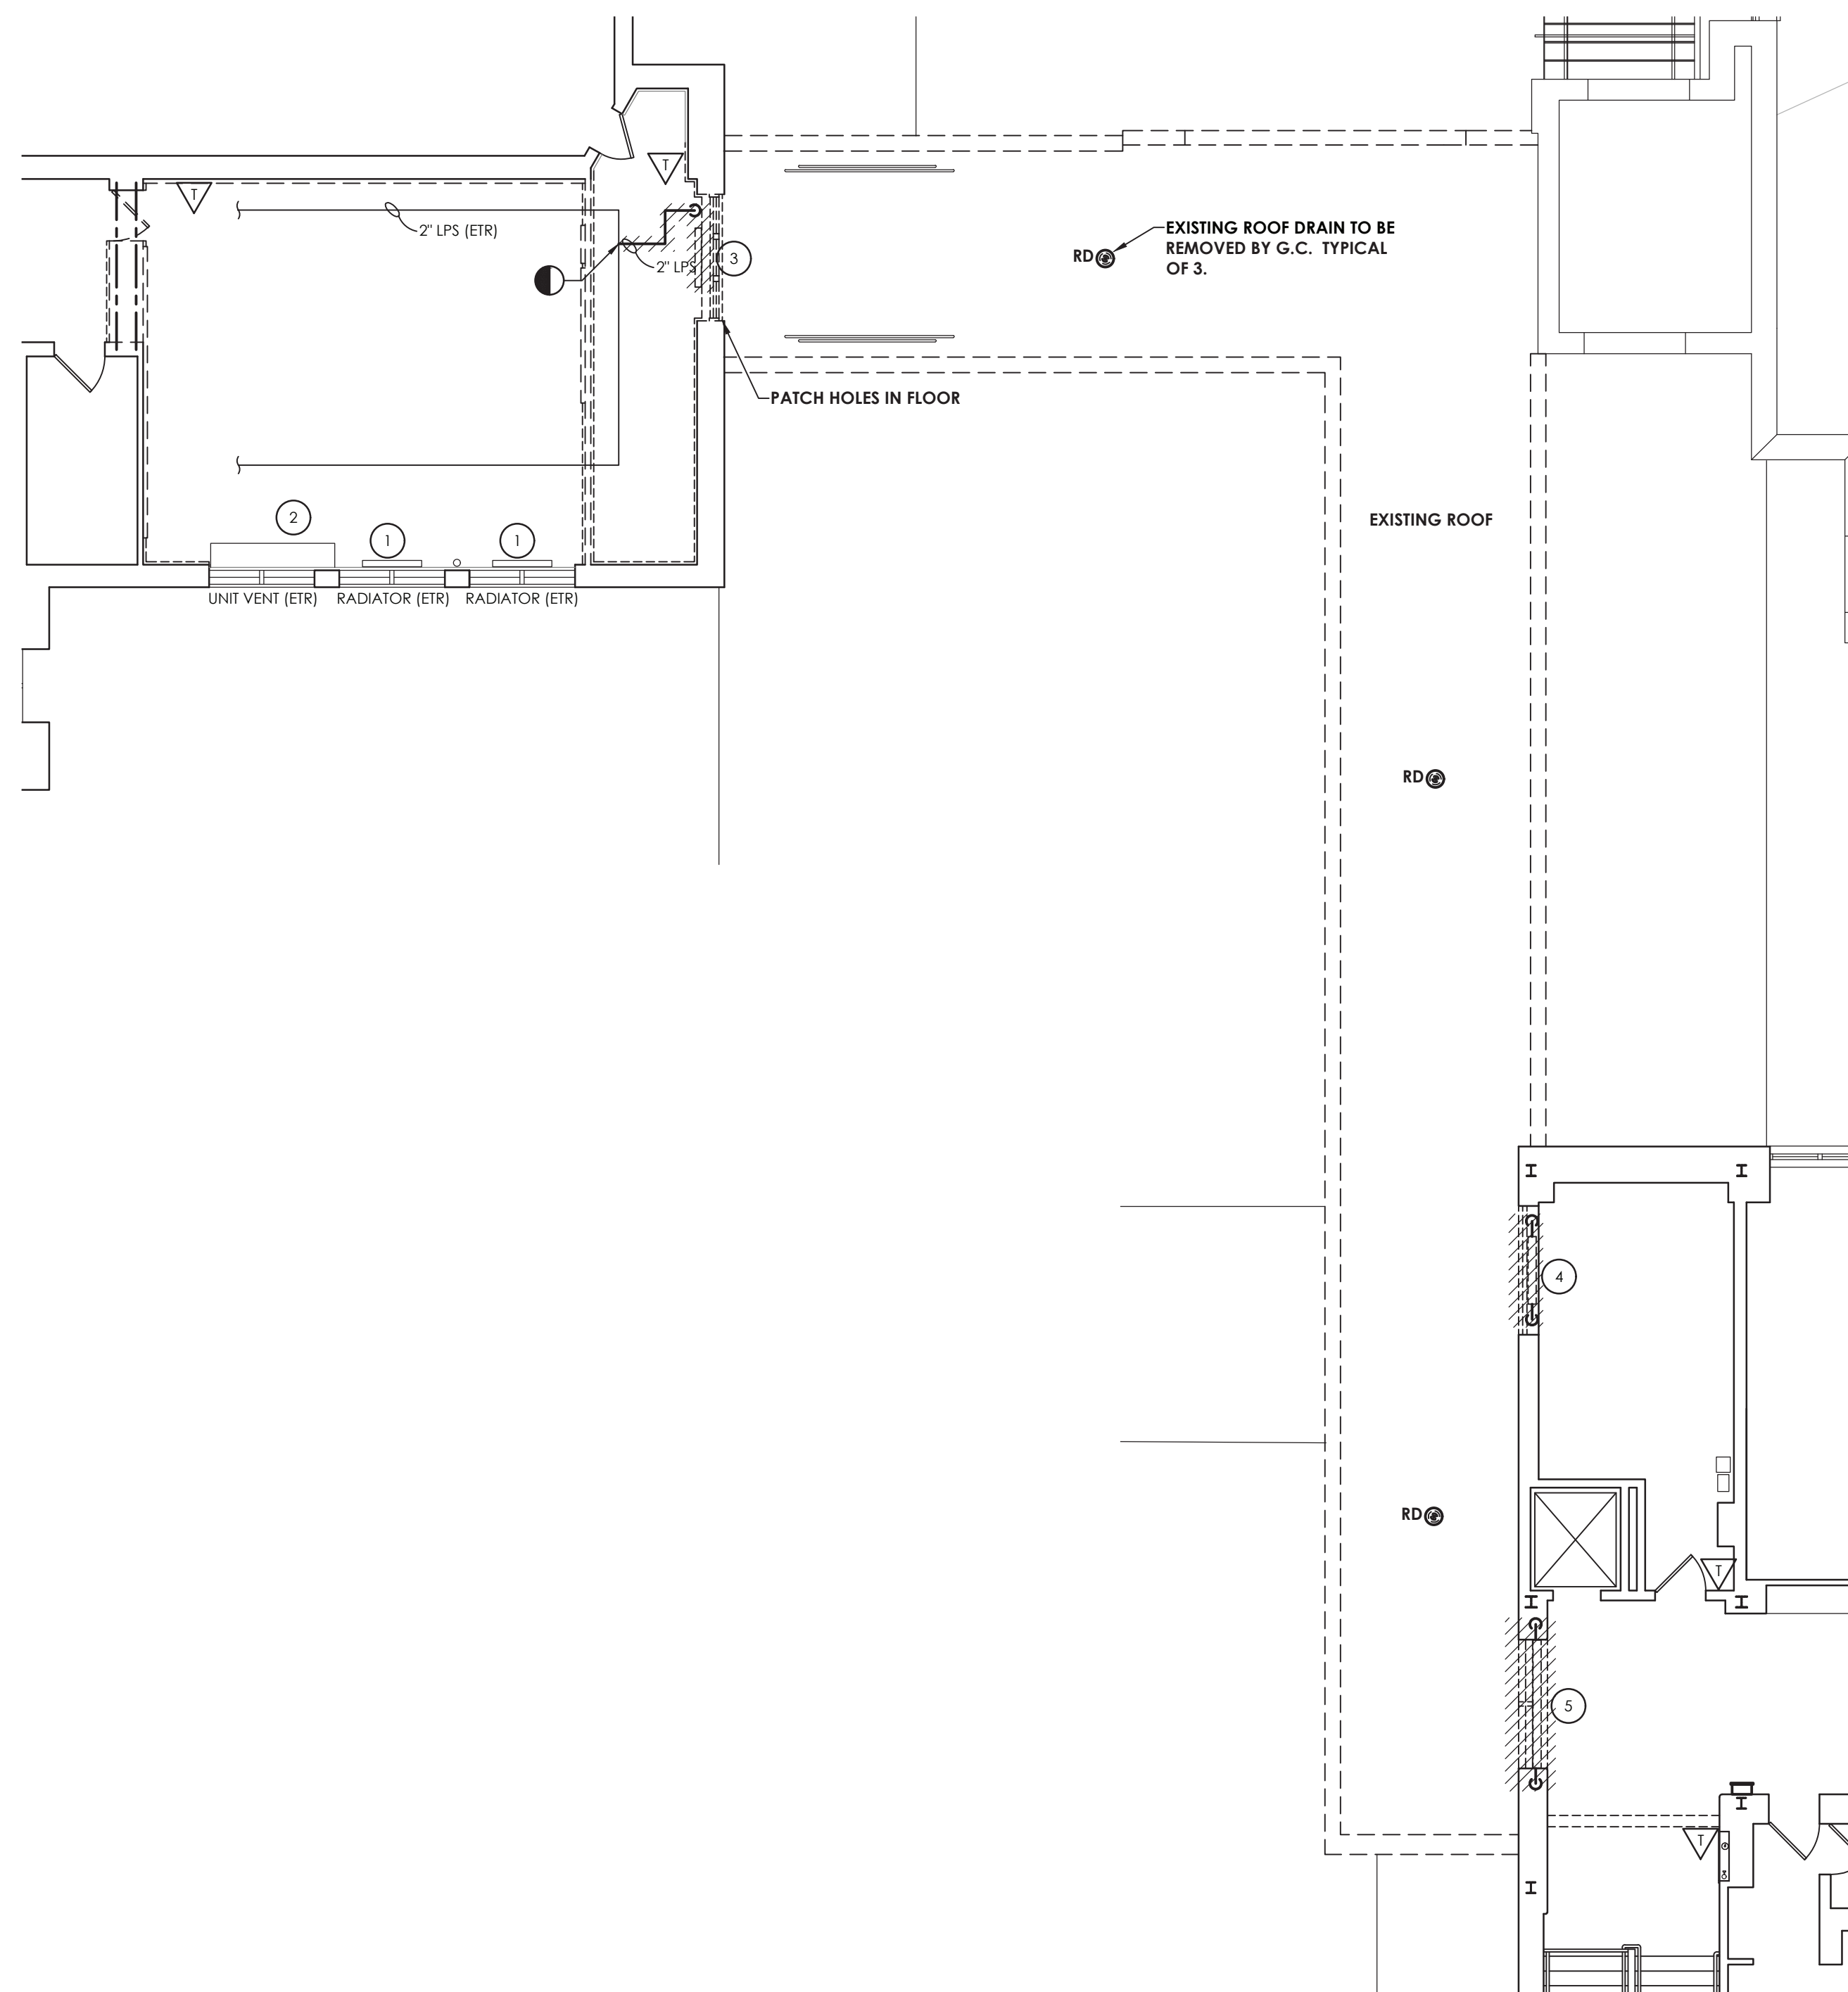 T
T
2" LPS (ETR)
2" LPS
3
RD
EXISTING ROOF DRAIN TO BE
REMOVED BY G.C. TYPICAL
OF 3.
PATCH HOLES IN FLOOR
EXISTING ROOF
2
1
1
UNIT VENT (ETR)
RADIATOR (ETR)
RADIATOR (ETR)
RD
4
RD
T
5
T